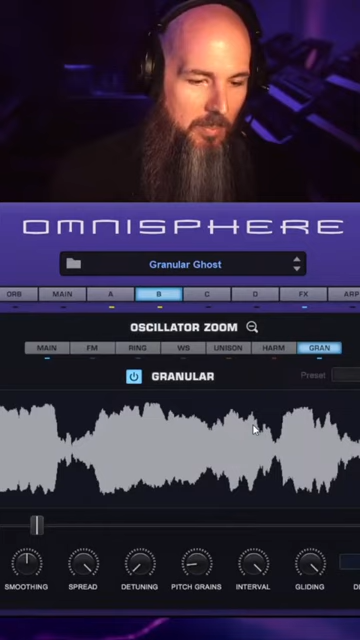 OMNISPHERE
Granular Ghost
ORB MAIN A B C D FX ARP
OSCILLATOR ZOOM
MAIN FM RING WS UNISON HARM GRAN
GRANULAR Preset
SMOOTHING SPREAD DETUNING PITCH GRAINS INTERVAL GLIDING